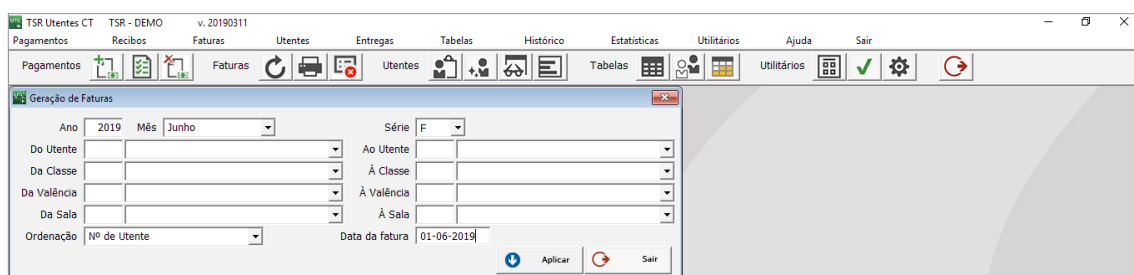 TSR Utentes CT TSR - DEMO v. 20190311
Pagamentos Recibos Faturas Utentes Entregas Tabelas Histórico Estatísticas Utilitários Ajuda Sair
Pagamentos Faturas Utentes Tabelas Utilitários
Geração de Faturas
Ano 2019 Mês Junho Série F
Do Utente Ao Utente
Da Classe À Classe
Da Valência À Valência
Da Sala À Sala
Ordenação Nº de Utente Data da fatura 01-06-2019
Aplicar Sair